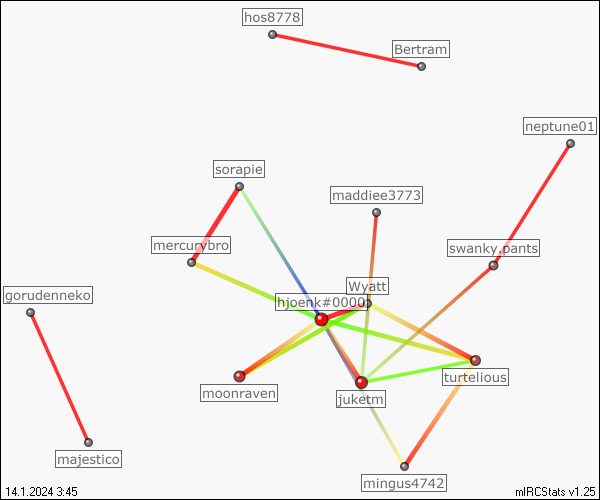 hos8778
Bertram
neptune01
sorapie
maddiee3773
mercurybro
swanky.pants
Wyatt
gorudenneko
hjoenk#0000
turtelious
moonraven
juketm
majestico
mingus4742
14.1.2024 3:45
mIRCStats v1.25